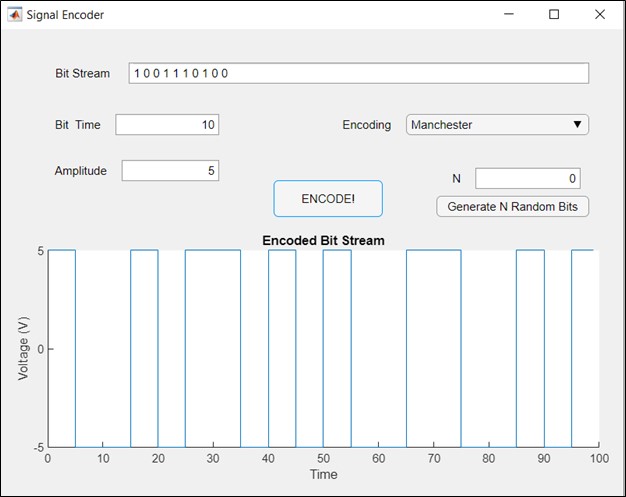 Signal Encoder
Bit Stream 1 0 0 1 1 1 0 1 0 0
Bit Time 10 Encoding Manchester
Amplitude 5
N 0
ENCODE!
Generate N Random Bits
Encoded Bit Stream
5
0
-5
Voltage (V)
0 10 20 30 40 50 60 70 80 90 100
Time